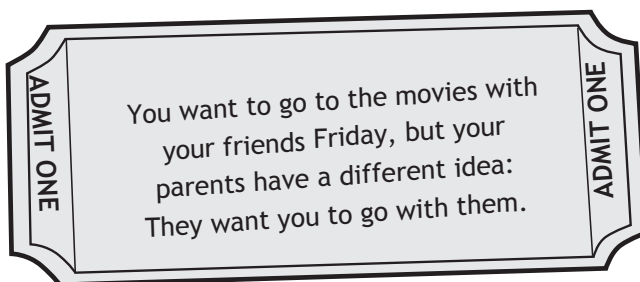 ADMIT ONE
You want to go to the movies with
your friends Friday, but your
parents have a different idea:
They want you to go with them.
ADMIT ONE